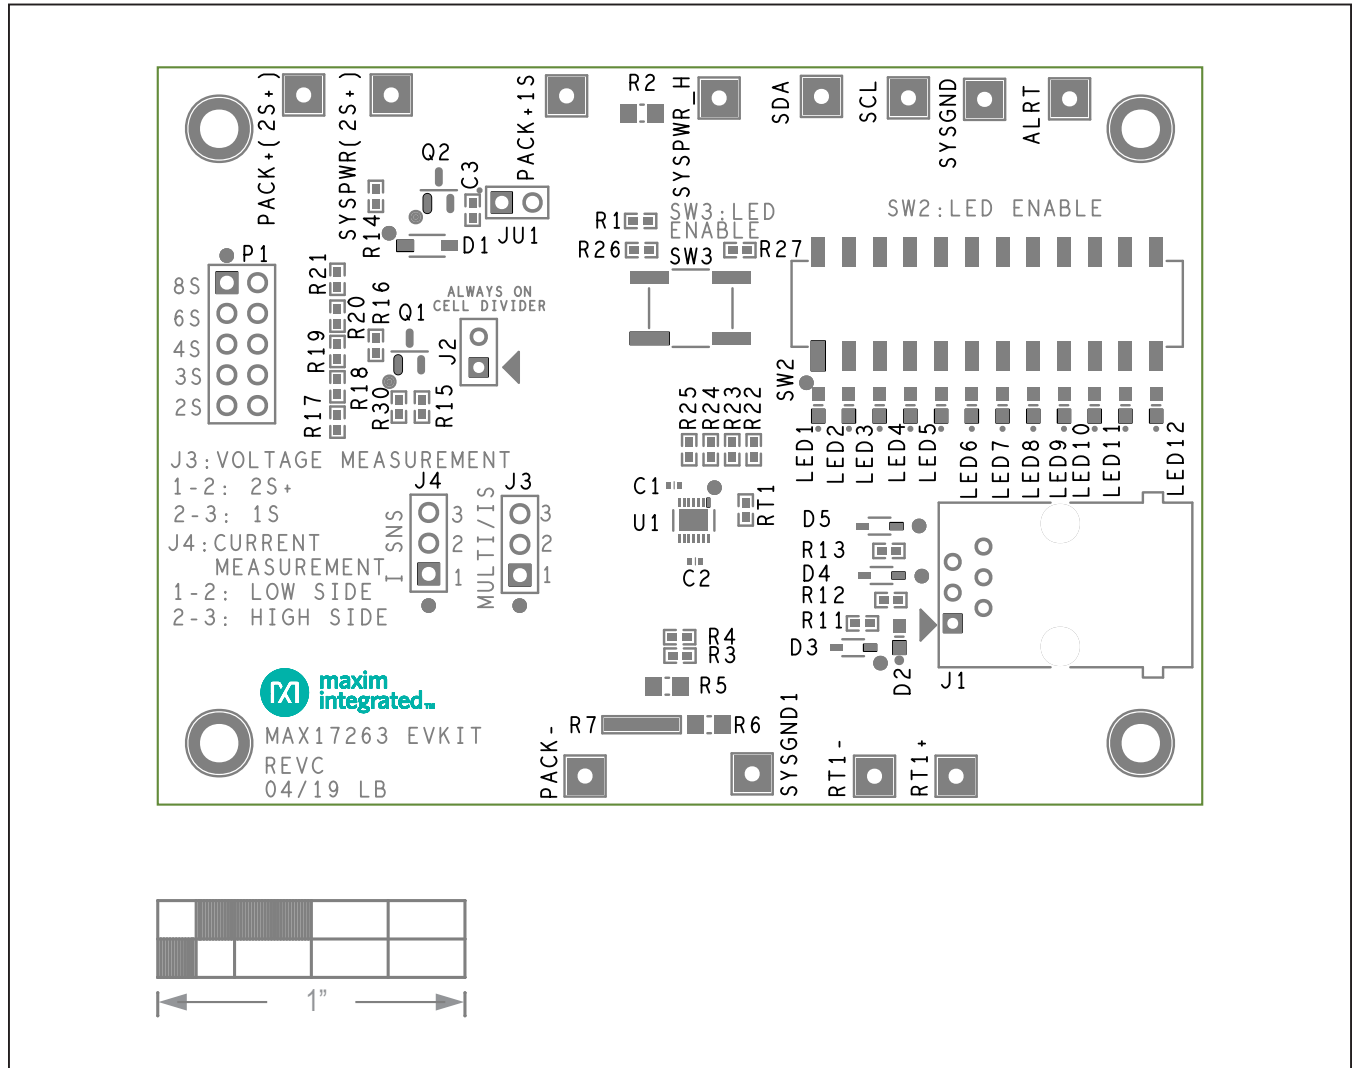 PACK+(2S+)
SYSPWR(2S+)
PACK+1S
R2
SYSPWR_H
SDA
SCL
SYSGND
ALRT
Q2
C3
R14
D1
JU1
R1
SW3:LED
ENABLE
R26
SW3
R27
SW2:LED ENABLE
P1
8S
6S
4S
3S
2S
R21
R20
R16
R19
R18
R17
Q1
R30
R15
ALWAYS ON
CELL DIVIDER
J2
SW2
R25
R24
R23
R22
LED1
LED2
LED3
LED4
LED5
LED6
LED7
LED8
LED9
LED10
LED11
LED12
J3:VOLTAGE MEASUREMENT
1-2: 2S+
2-3: 1S
J4:CURRENT
MEASUREMENT
1-2: LOW SIDE
2-3: HIGH SIDE
J4
I SNS
3
2
1
J3
MULTI/IS
3
2
1
C1
U1
RT1
C2
D5
R13
D4
R12
R11
D3
D2
J1
R4
R3
R5
R7
R6
maxim
integrated™
MAX17263 EVKIT
REVC
04/19 LB
PACK-
SYSGND1
RT1-
RT1+
1”